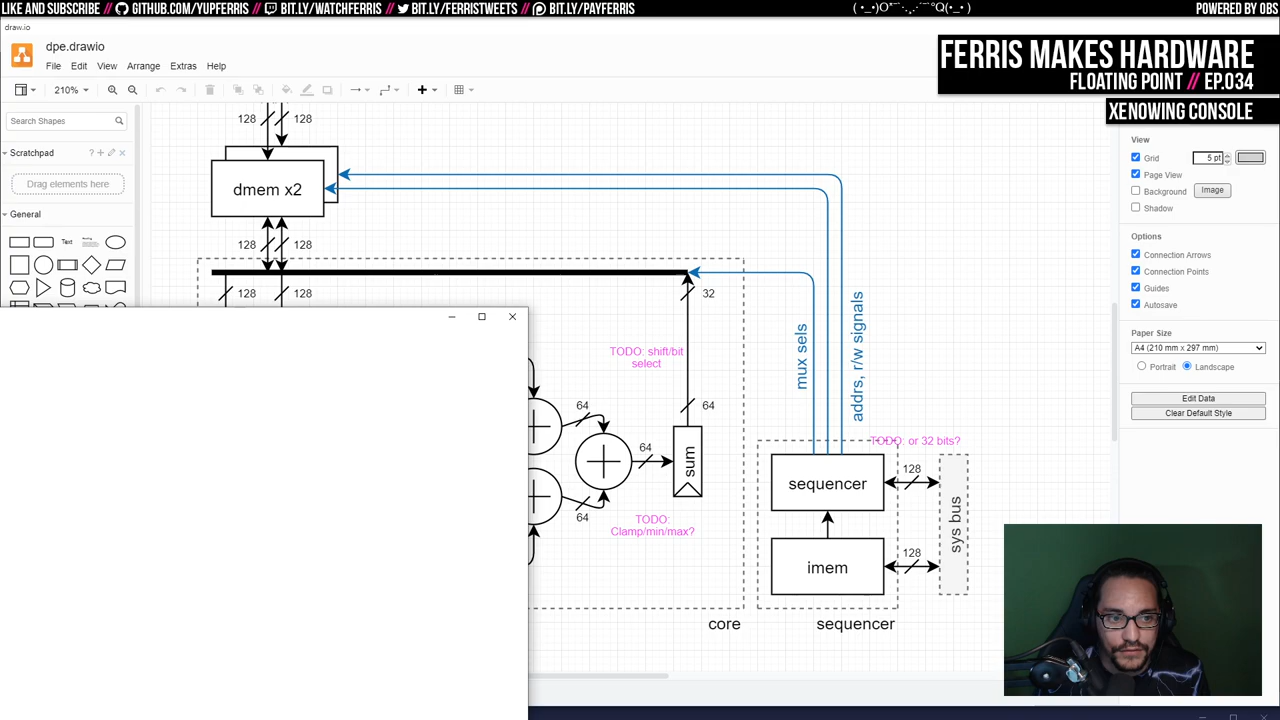 LIKE AND SUBSCRIBE // GITHUB.COM/YUPFERRIS // BIT.LY/WATCHFERRIS // BIT.LY/FERRISTWEETS // BIT.LY/PAYFERRIS
POWERED BY OBS
draw.io
dpe.drawio
File Edit View Arrange Extras Help
FERRIS MAKES HARDWARE
FLOATING POINT // EP.034
XENOWING CONSOLE
210%
Search Shapes
Scratchpad
Drag elements here
General
Text
128 128
dmem x2
128 128
128 128
32
TODO: shift/bit
select
64
64
64
64
sum
TODO:
Clamp/min/max?
core
mux sels
addrs, r/w signals
TODO: or 32 bits?
sequencer
128
imem
128
sys bus
sequencer
View
Grid 5 pt
Page View
Background Image
Shadow
Options
Connection Arrows
Connection Points
Guides
Autosave
Paper Size
A4 (210 mm x 297 mm)
Portrait Landscape
Edit Data
Clear Default Style